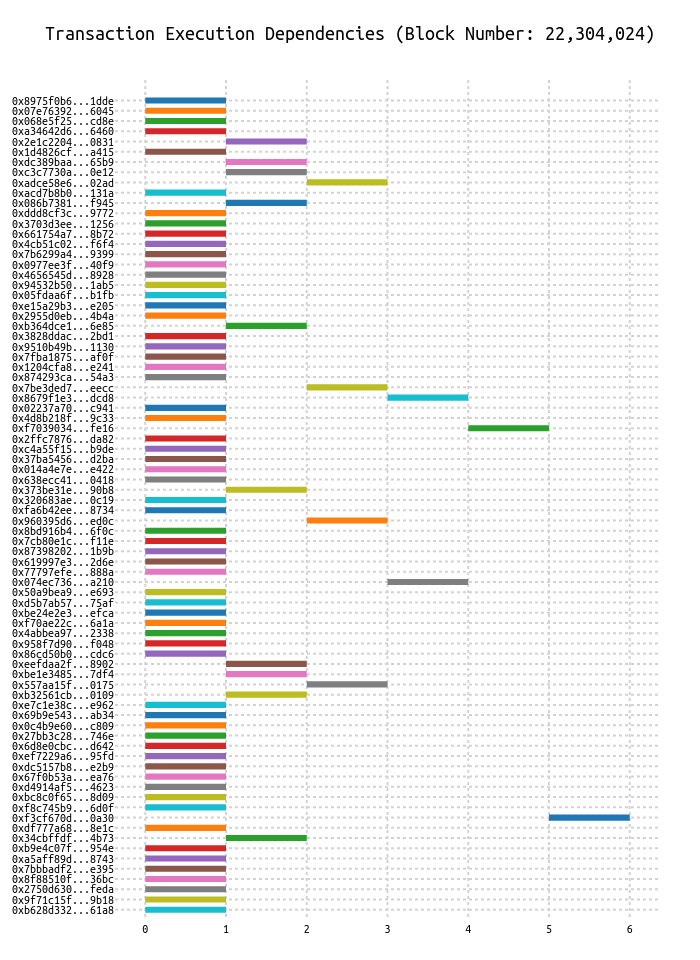 Transaction Execution Dependencies (Block Number: 22,304,024)
0x8975f0b6...1dde
0x07e76392...6045
0x068e5f25...cd8e
0xa34642d6...6460
0x2e1c2204...0831
0x1d4826cf...a415
0xdc389baa...65b9
0xc3c7730a...0e12
0xadce58e6...02ad
0xacd7b8b0...131a
0x086b7381...f945
0xddd8cf3c...9772
0x3703d3ee...1256
0x661754a7...8b72
0x4cb51c02...f6f4
0x7b6299a4...9399
0x0977ee3f...40f9
0x4656545d...8928
0x94532b50...1ab5
0x05fdaa6f...b1fb
0xe15a29b3...e205
0x2955d0eb...4b4a
0xb364dce1...6e85
0x3828ddac...2bd1
0x9510b49b...1130
0x7fba1875...af0f
0x1204cfa8...e241
0x874293ca...54a3
0x7be3ded7...eecc
0x8679f1e3...dcd8
0x02237a70...c941
0x4d8b218f...9c33
0xf7039034...fe16
0x2ffc7876...da82
0xc4a55f15...b9de
0x37ba5456...d2ba
0x014a4e7e...e422
0x638ecc41...0418
0x373be31e...90b8
0x320683ae...0c19
0xfa6b42ee...8734
0x960395d6...ed0c
0x8bd916b4...6f0c
0x7cb80e1c...f11e
0x87398202...1b9b
0x619997e3...2d6e
0x77797efe...888a
0x074ec736...a210
0x50a9bea9...e693
0xd5b7ab57...75af
0xbe24e2e3...efca
0xf70ae22c...6a1a
0x4abbea97...2338
0x958f7d90...f048
0x86cd50b0...cdc6
0xeefdaa2f...8902
0xbe1e3485...7df4
0x557aa15f...0175
0xb32561cb...0109
0xe7c1e38c...e962
0x69b9e543...ab34
0x0c4b9e60...c809
0x27bb3c28...746e
0x6d8e0cbc...d642
0xef7229a6...95fd
0xdc5157b8...e2b9
0x67f0b53a...ea76
0xd4914af5...4623
0xbc8c0f65...8d09
0xf8c745b9...6d0f
0xf3cf670d...0a30
0xdf777a68...8e1c
0x34cbffdf...4b73
0xb9e4c07f...954e
0xa5aff89d...8743
0x7bbbadf2...e395
0x8f88510f...36bc
0x2750d630...feda
0x9f71c15f...9b18
0xb628d332...61a8
0 1 2 3 4 5 6